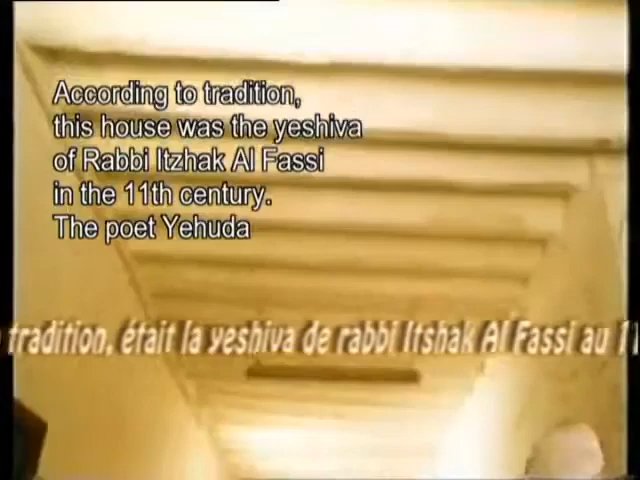 According to tradition,
this house was the yeshiva
of Rabbi Itzhak Al Fassi
in the 11th century.
The poet Yehuda
tradition, était la yeshiva de rabbi Itshak Al Fassi au 11